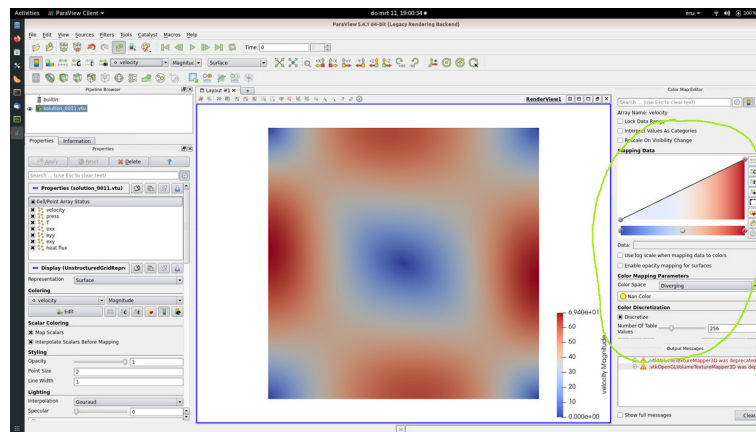 Activities ParaView Client do mrt 11, 19:00:34 en₁ 100%
ParaView 5.4.1 64-bit (Legacy Rendering Backend)
File Edit View Sources Filters Tools Catalyst Macros Help
Time: 0
velocity Magnituc Surface
Pipeline Browser
builtin:
solution_0011.vtu
Properties Information
Properties
Apply Reset Delete ?
Search ... (use Esc to clear text)
Properties (solution_0011.vtu)
Cell/Point Array Status
velocity
press
T
exx
eyy
exy
heat flux
Display (UnstructuredGridRepr
Representation Surface
Coloring
velocity Magnitude
Edit
Scalar Coloring
Map Scalars
Interpolate Scalars Before Mapping
Styling
Opacity 1
Point Size 2
Line Width 1
Lighting
Interpolation Gouraud
Specular 0
Layout #1 × +
RenderView1
6.940e+01
60
50
40
30
20
10
0.000e+00
velocity Magnitude
Color Map Editor
Search ... (use Esc to clear text)
Array Name: velocity
Lock Data Range
Interpret Values As Categories
Rescale On Visibility Change
Mapping Data
Data:
Use log scale when mapping data to colors
Enable opacity mapping for surfaces
Color Mapping Parameters
Color Space Diverging
Nan Color
Color Discretization
Discretize
Number Of Table Values 256
Output Messages
vtkOpenGLVolumeTextureMapper3D was dep
Show full messages Clear